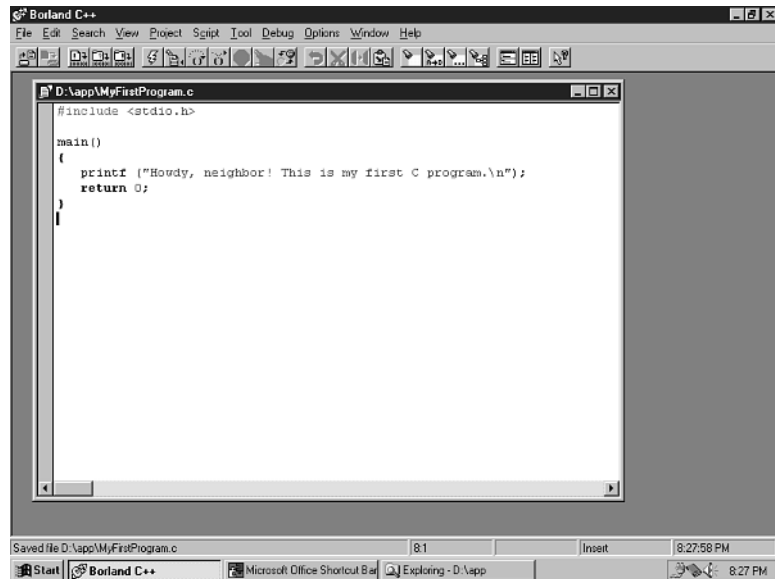 Borland C++
File Edit Search View Project Script Tool Debug Options Window Help
D:\app\MyFirstProgram.c
#include <stdio.h>
main()
{
printf ("Howdy, neighbor! This is my first C program.\n");
return 0;
}
Saved file D:\app\MyFirstProgram.c 8:1 Insert 8:27:58 PM
Start Borland C++ Microsoft Office Shortcut Bar Exploring - D:\app 8:27 PM